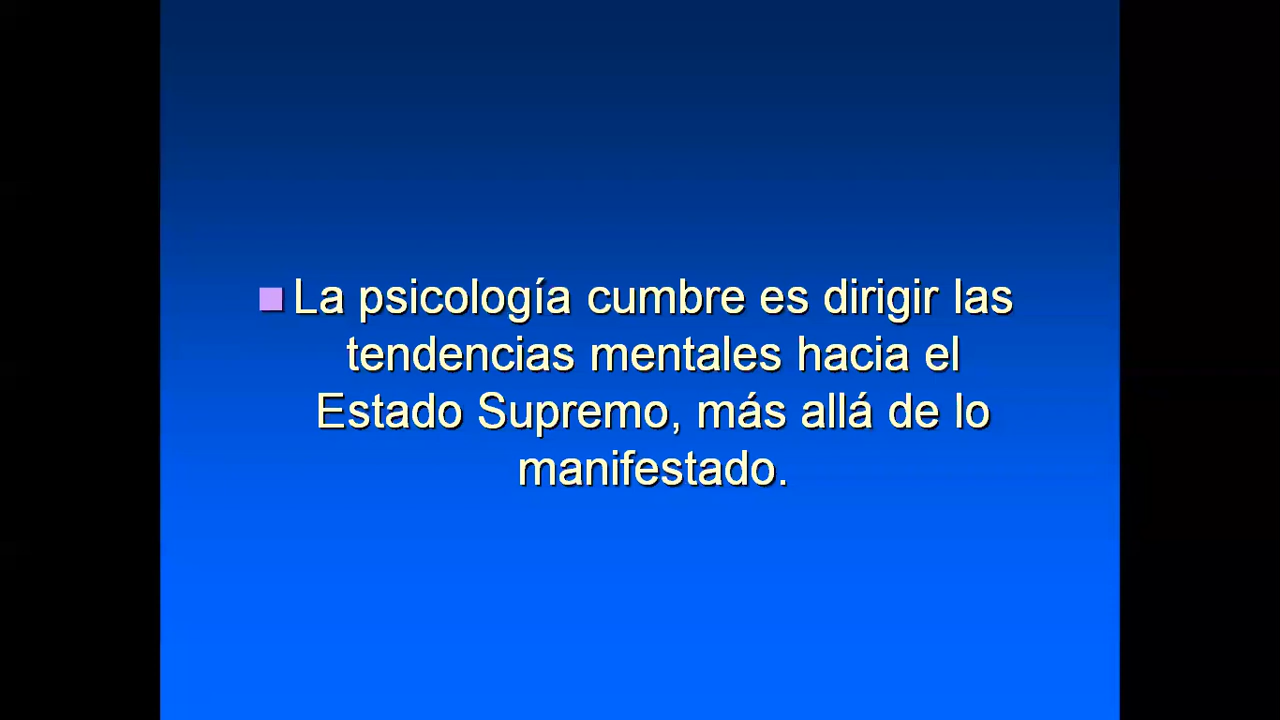 La psicología cumbre es dirigir las
tendencias mentales hacia el
Estado Supremo, más allá de lo
manifestado.